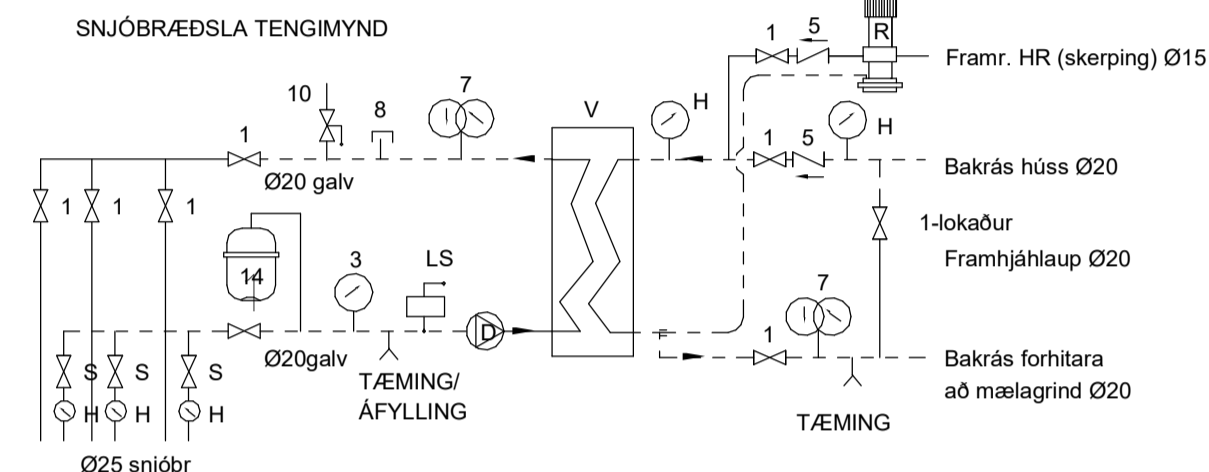 SNJÓBRÆÐSLA TENGIMYND
R
1
5
Framr. HR (skerping) Ø15
10
8
7
V
H
H
1
1
5
Bakrás húss Ø20
Ø20 galv
1
1
1
1-lokaður
Framhjáhlaup Ø20
14
3
LS
7
D
1
Ø20galv
TÆMING/
ÁFYLLING
Bakrás forhitara
að mælagrind Ø20
S
S
S
H
H
H
TÆMING
Ø25 snjóbr